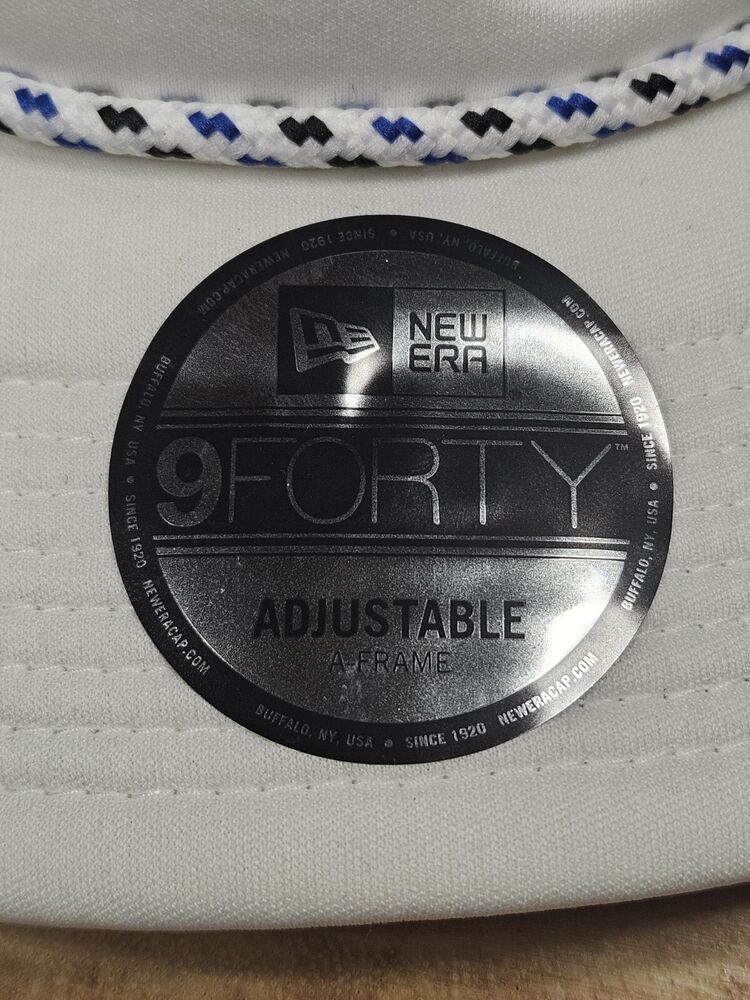 NE
NEW
ERA
9FORTY™
ADJUSTABLE
A-FRAME
BUFFALO, NY, USA • SINCE 1920 NEWERACAP.COM
BUFFALO, NY USA • SINCE 1920 NEWERACAP.COM
BUFFALO, NY, USA • SINCE 1920 NEWERACAP.COM
BUFFALO, NY, USA • SINCE 1920 NEWERACAP.COM